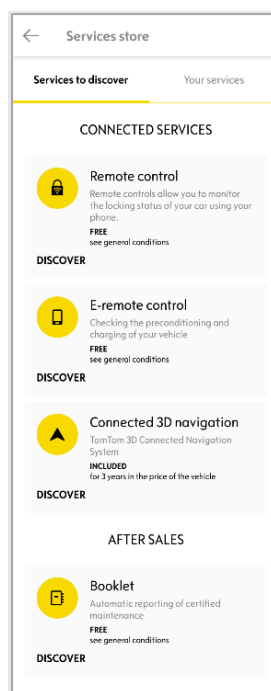 Services store
Services to discover
Your services
CONNECTED SERVICES
Remote control
Remote controls allow you to monitor
the locking status of your car using your
phone.
FREE
see general conditions
DISCOVER
E-remote control
Checking the preconditioning and
charging of your vehicle
FREE
see general conditions
DISCOVER
Connected 3D navigation
TomTom 3D Connected Navigation
System
INCLUDED
for 3 years in the price of the vehicle
DISCOVER
AFTER SALES
Booklet
Automatic reporting of certified
maintenance
FREE
see general conditions
DISCOVER